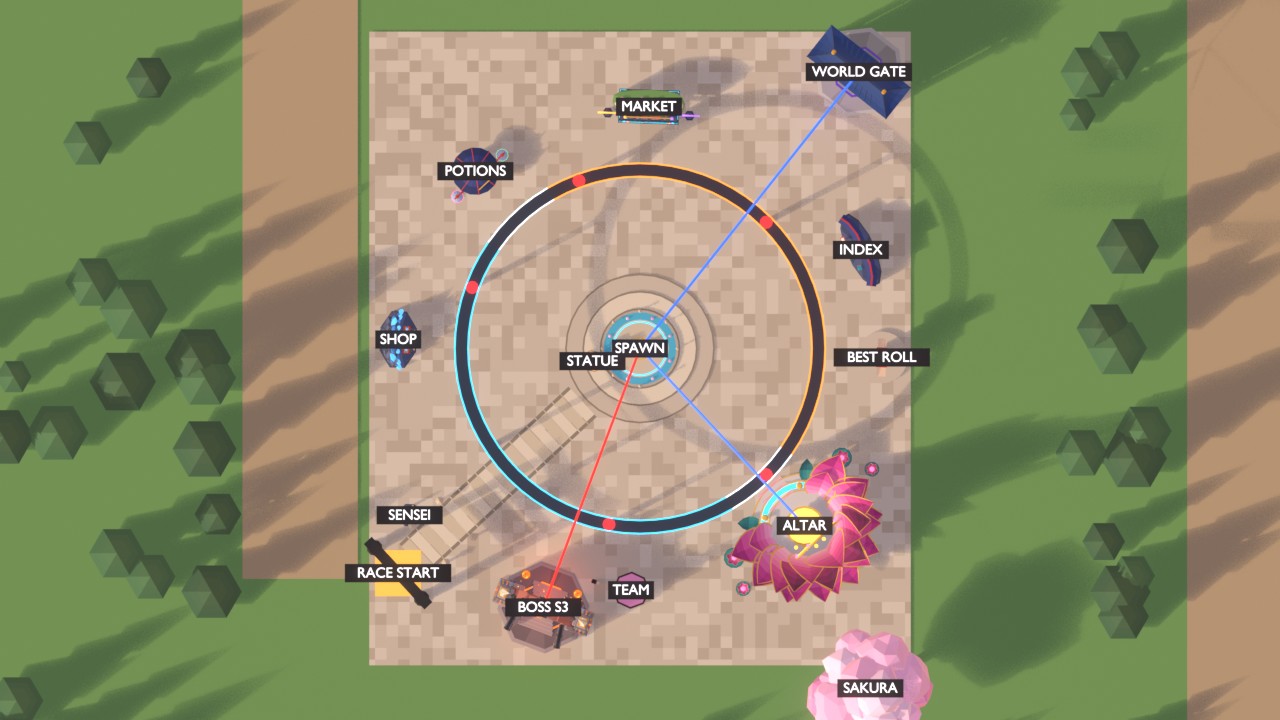 WORLD GATE
MARKET
POTIONS
INDEX
SHOP
SPAWN
STATUE
BEST ROLL
SENSEI
ALTAR
RACE START
TEAM
BOSS S3
SAKURA